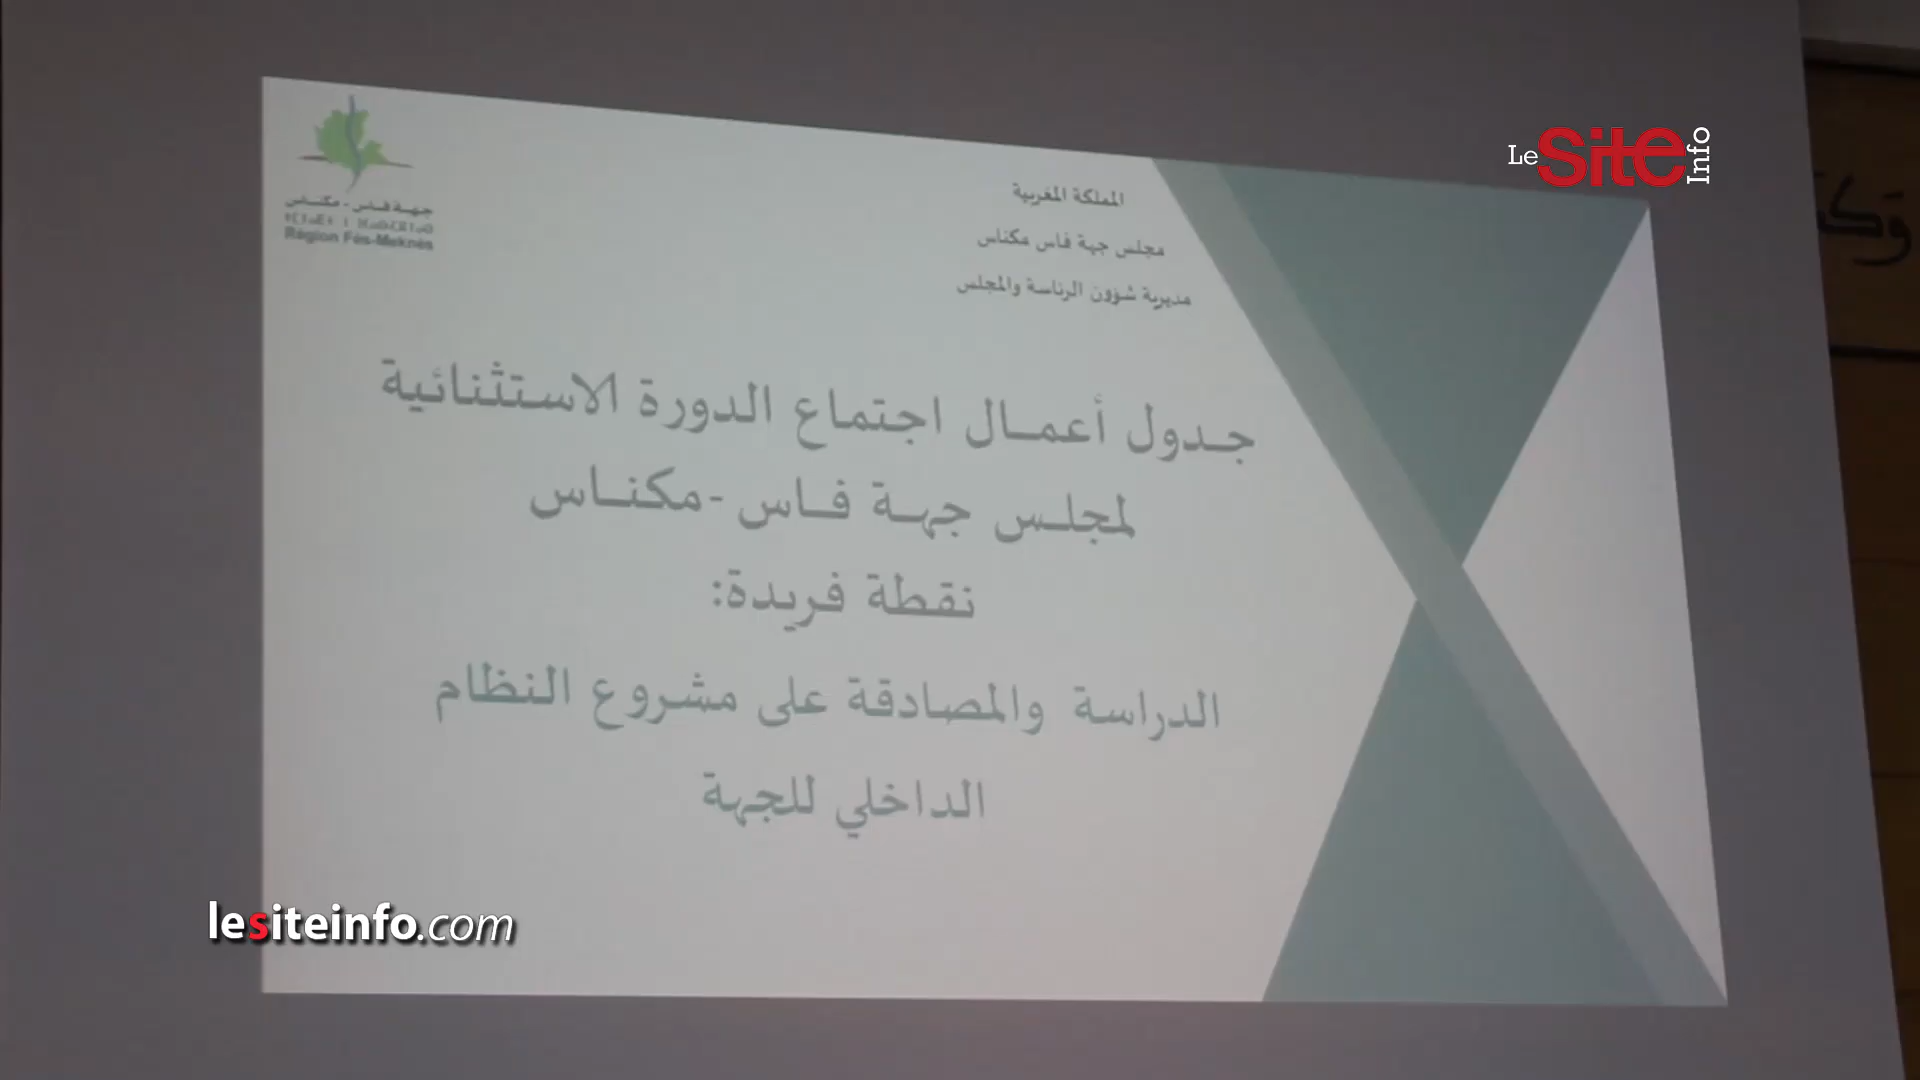 Le Site Info
جهة فاس - مكناس
Région Fès-Meknès
المملكة المغربية
مجلس جهة فاس مكناس
مديرية شؤون الرئاسة والمجلس
جدول أعمال اجتماع الدورة الاستثنائية
لمجلس جهة فاس -مكناس
نقطة فريدة:
الدراسة والمصادقة على مشروع النظام
الداخلي للجهة
lesiteinfo.com